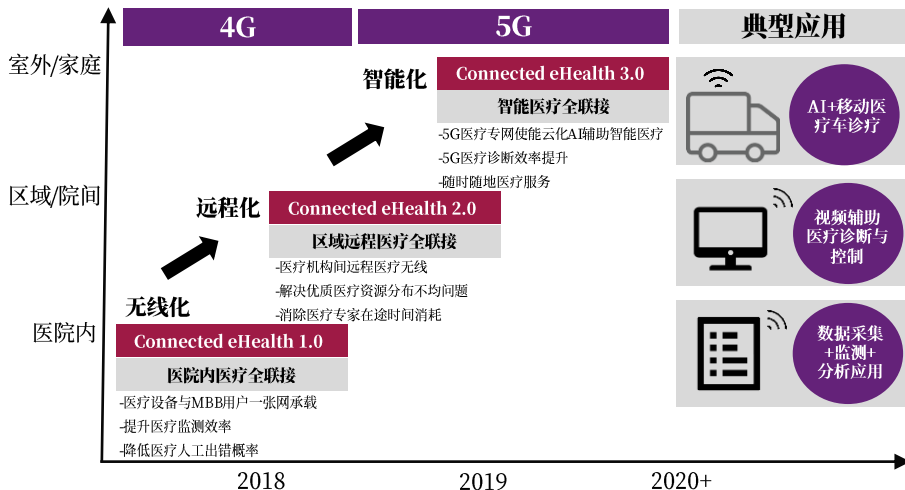 4G
5G
典型应用
室外/家庭
智能化
Connected eHealth 3.0
智能医疗全联接
-5G医疗专网使能云化AI辅助智能医疗
-5G医疗诊断效率提升
-随时随地医疗服务
AI+移动医
疗车诊疗
区域/院间
远程化
Connected eHealth 2.0
区域远程医疗全联接
-医疗机构间远程医疗无线
-解决优质医疗资源分布不均问题
-消除医疗专家在途时间消耗
视频辅助
医疗诊断与
控制
医院内
无线化
Connected eHealth 1.0
医院内医疗全联接
-医疗设备与MBB用户一张网承载
-提升医疗监测效率
-降低医疗人工出错概率
数据采集
+监测+
分析应用
2018
2019
2020+